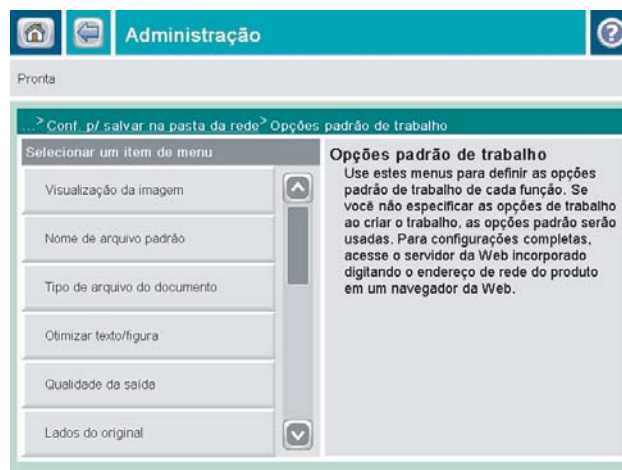 Administração
?
Pronta
...> Conf. p/ salvar na pasta da rede> Opções padrão de trabalho
Selecionar um item de menu
Visualização da imagem
Nome de arquivo padrão
Tipo de arquivo do documento
Otimizar texto/figura
Qualidade da saída
Lados do original
Opções padrão de trabalho
Use estes menus para definir as opções
padrão de trabalho de cada função. Se
você não especificar as opções de trabalho
ao criar o trabalho, as opções padrão serão
usadas. Para configurações completas,
acesse o servidor da Web incorporado
digitando o endereço de rede do produto
em um navegador da Web.